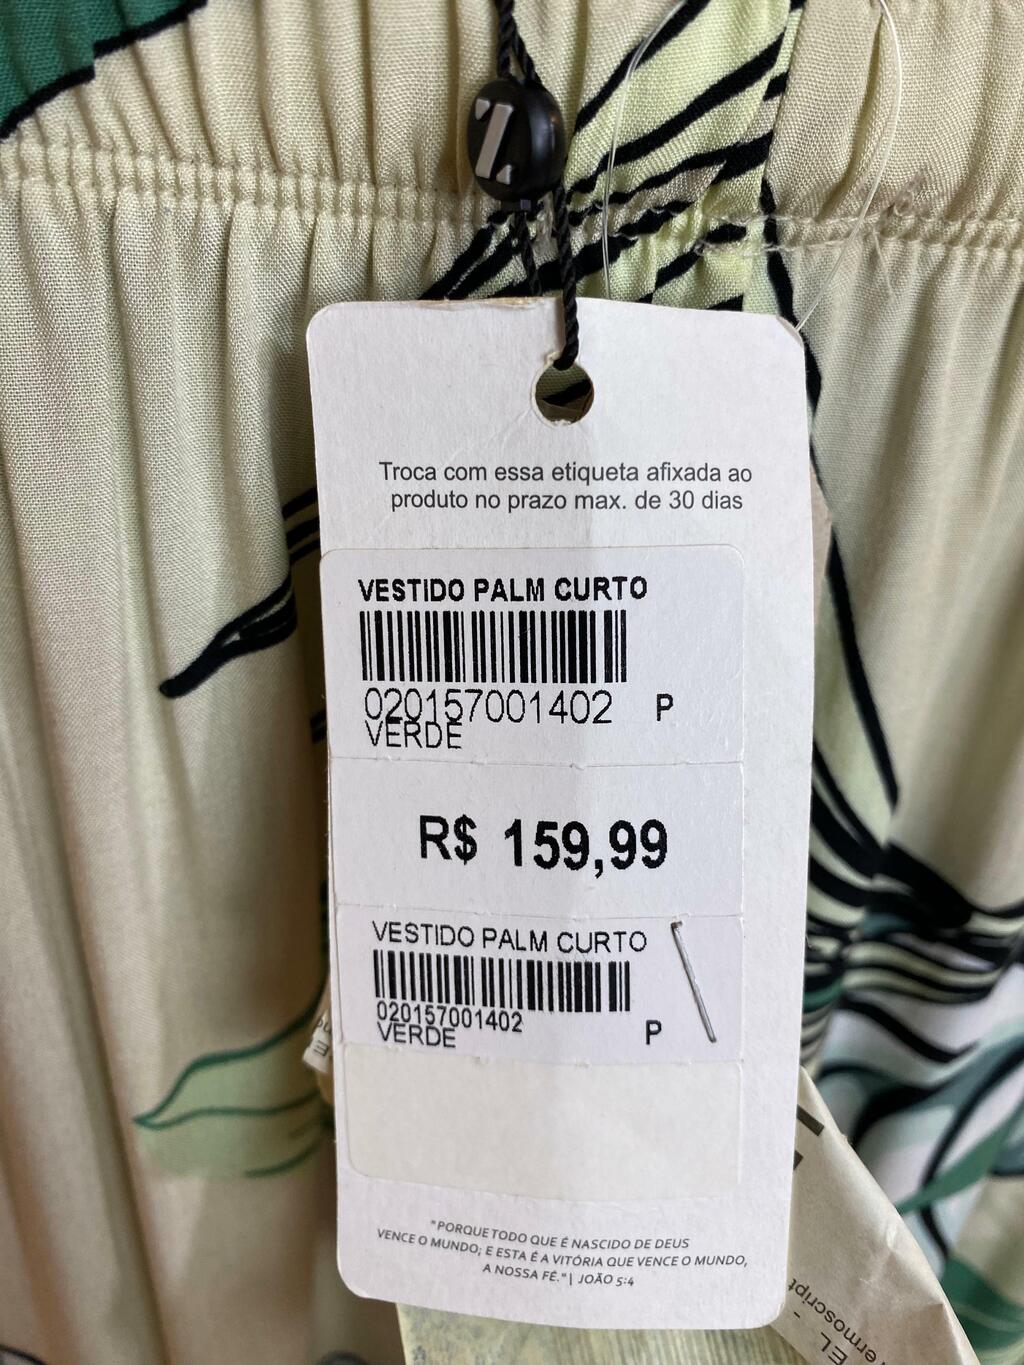 Z
Troca com essa etiqueta afixada ao
produto no prazo max. de 30 dias
VESTIDO PALM CURTO
020157001402 P
VERDE
R$ 159,99
VESTIDO PALM CURTO
020157001402
VERDE P
"PORQUE TODO QUE É NASCIDO DE DEUS
VENCE O MUNDO; E ESTA É A VITÓRIA QUE VENCE O MUNDO,
A NOSSA FÉ." | JOÃO 5:4
EL -